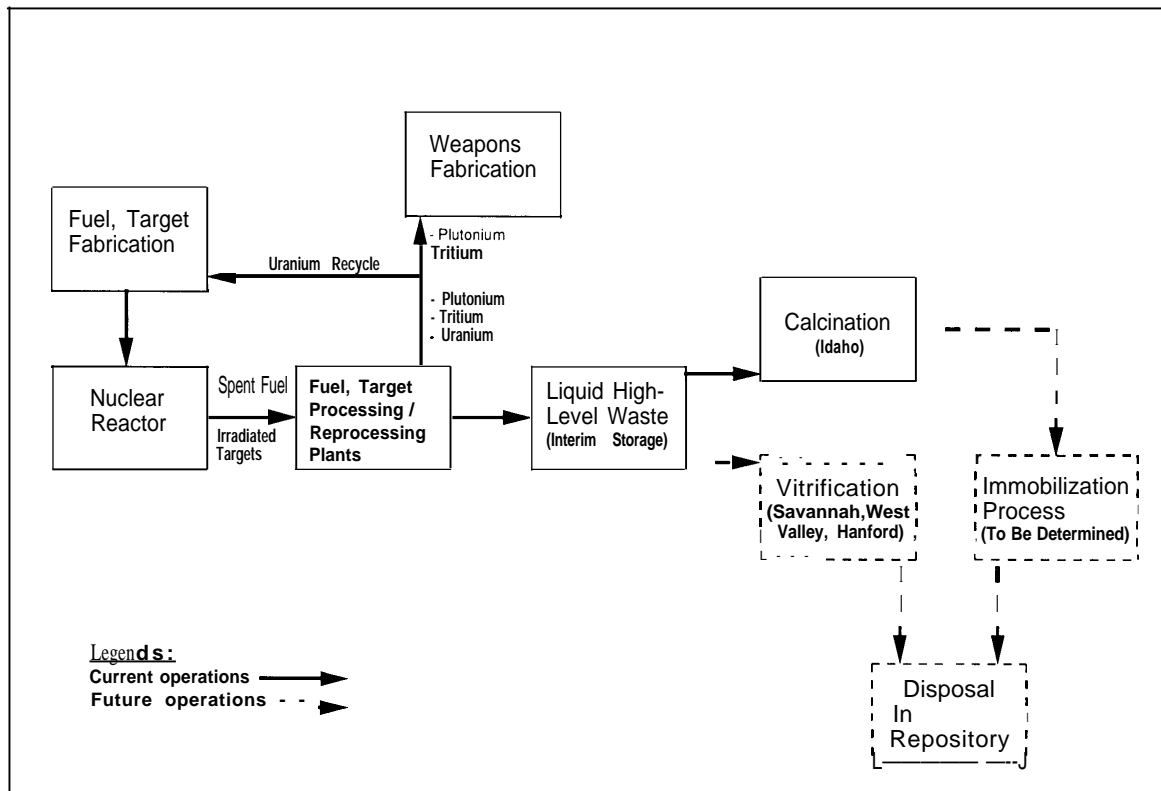 Weapons
Fabrication
Fuel, Target
Fabrication
- Plutonium
Tritium
Uranium Recycle
- Plutonium
- Tritium
- Uranium
Calcination
(Idaho)
Nuclear
Reactor
Spent Fuel
Irradiated
Targets
Fuel, Target
Processing /
Reprocessing
Plants
Liquid High-
Level Waste
(Interim Storage)
Vitrification
(Savannah,West
Valley, Hanford)
Immobilization
Process
(To Be Determined)
Legends:
Current operations
Future operations
Disposal
In
Repository